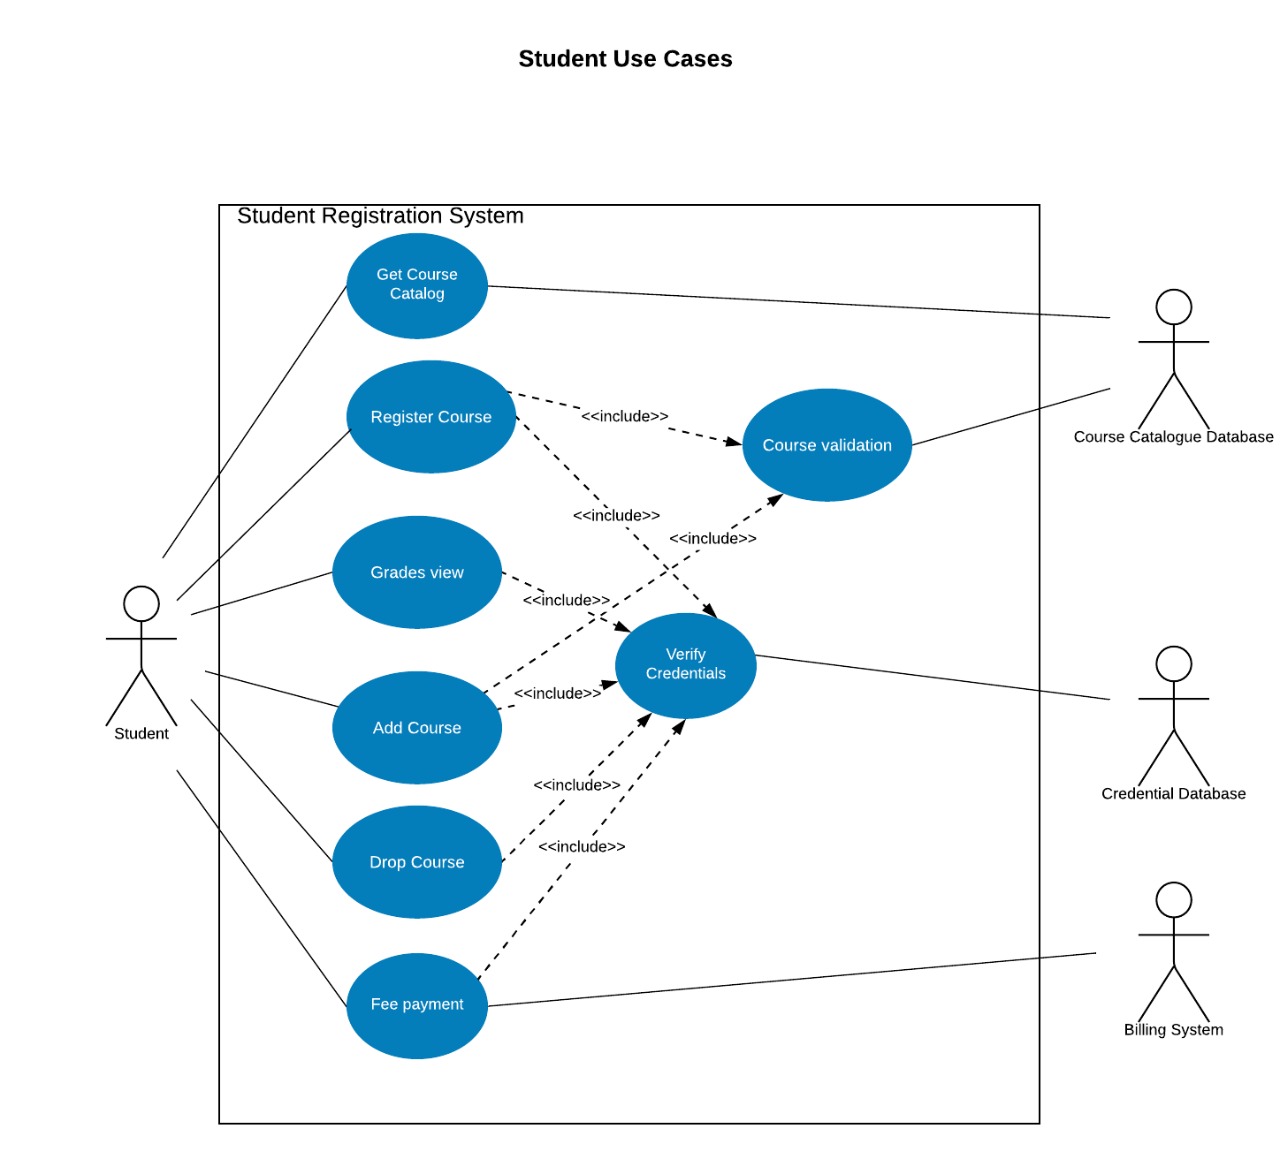 Student Use Cases
Student Registration System
Get Course
Catalog
Register Course
<<include>>
Course validation
Course Catalogue Database
<<include>>
<<include>>
Grades view
<<include>>
Verify
Credentials
<<include>>
Add Course
Student
Credential Database
<<include>>
Drop Course
<<include>>
Fee payment
Billing System